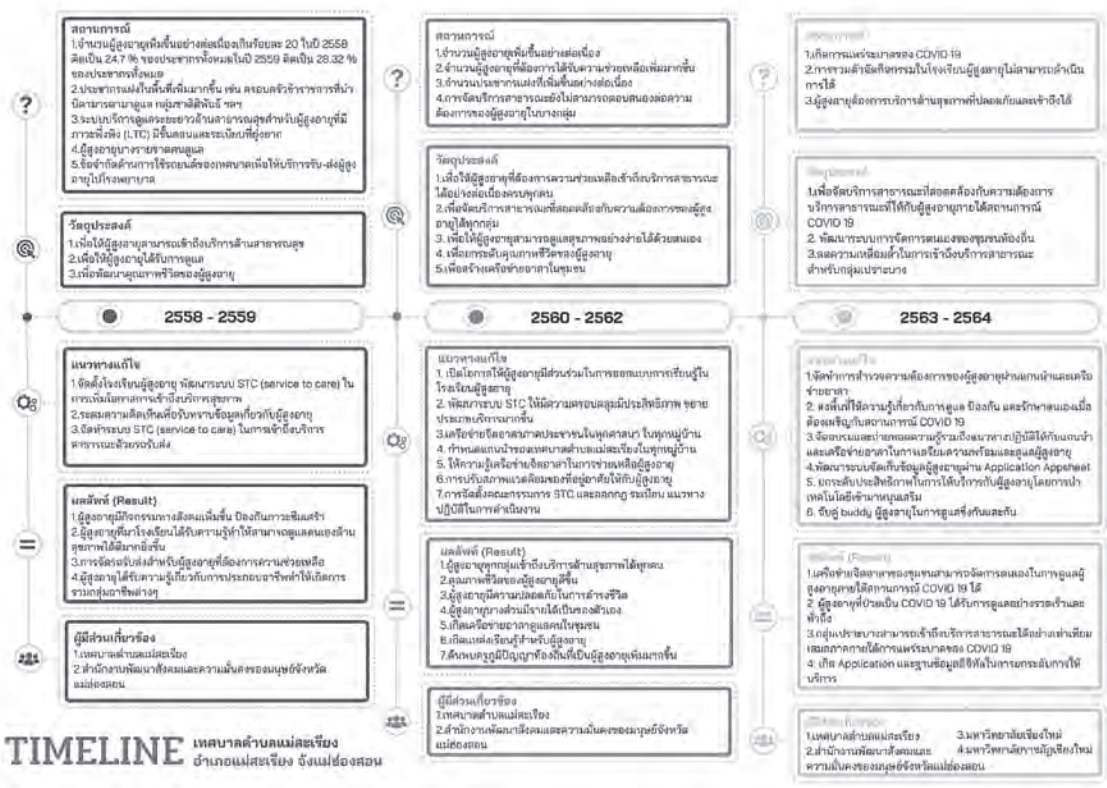 สถานการณ์
1.จำนวนผู้สูงอายุเพิ่มขึ้นอย่างต่อเนื่องเกินร้อยละ 20 ในปี 2558
คิดเป็น 24.7 % ของประชากรทั้งหมดในปี 2559 คิดเป็น 28.32 %
ของประชากรทั้งหมด
2.ประชากรแฝงในพื้นที่เพิ่มมากขึ้น เช่น ครอบครัวข้าราชการที่นำ
บิดามารดามาดูแล กลุ่มชาติพันธุ์ ฯลฯ
3.ระบบบริการดูแลระยะยาวด้านสาธารณสุขสำหรับผู้สูงอายุที่มี
ภาวะพึ่งพิง (LTC) มีขั้นตอนและระเบียบที่ยุ่งยาก
4.ผู้สูงอายุบางรายขาดคนดูแล
5.ข้อจำกัดด้านการใช้รถยนต์ของเทศบาลเพื่อให้บริการรับ-ส่งผู้สูง
อายุไปโรงพยาบาล
วัตถุประสงค์
1.เพื่อให้ผู้สูงอายุสามารถเข้าถึงบริการด้านสาธารณสุข
2.เพื่อให้ผู้สูงอายุได้รับการดูแล
3.เพื่อพัฒนาคุณภาพชีวิตของผู้สูงอายุ
2558 - 2559
แนวทางแก้ไข
1.จัดตั้งโรงเรียนผู้สูงอายุ พัฒนาระบบ STC (service to care) ใน
การเพิ่มโอกาสการเข้าถึงบริการสุขภาพ
2.ระดมความคิดเห็นเพื่อรับทราบข้อมูลเกี่ยวกับผู้สูงอายุ
3.จัดทำระบบ STC (service to care) ในการเข้าถึงบริการ
สาธารณะด้วยรถรับส่ง
ผลลัพท์ (Result)
1.ผู้สูงอายุมีกิจกรรมทางสังคมเพิ่มขึ้น ป้องกันภาวะซึมเศร้า
2.ผู้สูงอายุที่มาโรงเรียนได้รับความรู้ทำให้สามารถดูแลตนเองด้าน
สุขภาพได้ดีมากยิ่งขึ้น
3.การจัดรถรับส่งสำหรับผู้สูงอายุที่ต้องการความช่วยเหลือ
4.ผู้สูงอายุได้รับความรู้เกี่ยวกับการประกอบอาชีพทำให้เกิดการ
รวมกลุ่มอาชีพต่างๆ
ผู้มีส่วนเกี่ยวข้อง
1.เทศบาลตำบลแม่สะเรียง
2.สำนักงานพัฒนาสังคมและความมั่นคงของมนุษย์จังหวัด
แม่ฮ่องสอน
สถานการณ์
1.จำนวนผู้สูงอายุเพิ่มขึ้นอย่างต่อเนื่อง
2.จำนวนผู้สูงอายุที่ต้องการได้รับความช่วยเหลือเพิ่มมากขึ้น
3.จำนวนประชากรแฝงที่เพิ่มขึ้นอย่างต่อเนื่อง
4.การจัดบริการสาธารณะยังไม่สามารถตอบสนองต่อความ
ต้องการของผู้สูงอายุในบางกลุ่ม
วัตถุประสงค์
1.เพื่อให้ผู้สูงอายุที่ต้องการความช่วยเหลือเข้าถึงบริการสาธารณะ
ได้อย่างต่อเนื่องครบทุกคน
2.เพื่อจัดบริการสาธารณะที่สอดคล้องกับความต้องการของผู้สูง
อายุได้ทุกกลุ่ม
3. เพื่อให้ผู้สูงอายุสามารถดูแลสุขภาพอย่างง่ายได้ด้วยตนเอง
4. เพื่อยกระดับคุณภาพชีวิตของผู้สูงอายุ
5.เพื่อสร้างเครือข่ายอาสาในชุมชน
2560 - 2562
แนวทางแก้ไข
1. เปิดโอกาสให้ผู้สูงอายุมีส่วนร่วมในการออกแบบการเรียนรู้ใน
โรงเรียนผู้สูงอายุ
2. พัฒนาระบบ STC ให้มีความครอบคลุมมีประสิทธิภาพ ขยาย
ประเภทบริการมากขึ้น
3.เครือข่ายจิตอาสาภาคประชาชนในทุกศาสนา ในทุกหมู่บ้าน
4. กำหนดแกนนำของเทศบาลตำบลแม่สะเรียงในทุกหมู่บ้าน
5. ให้ความรู้เครือข่ายจิตอาสาในการช่วยเหลือผู้สูงอายุ
6.การปรับสภาพแวดล้อมของที่อยู่อาศัยให้กับผู้สูงอายุ
7.การจัดตั้งคณะกรรมการ STC และออกกฎ ระเบียบ แนวทาง
ปฏิบัติในการดำเนินงาน
ผลลัพท์ (Result)
1.ผู้สูงอายุทุกกลุ่มเข้าถึงบริการด้านสุขภาพได้ทุกคน
2.คุณภาพชีวิตของผู้สูงอายุดีขึ้น
3.ผู้สูงอายุมีความปลอดภัยในการดำรงชีวิต
4.ผู้สูงอายุบางส่วนมีรายได้เป็นของตัวเอง
5.เกิดเครือข่ายอาสาดูแลคนในชุมชน
6.เกิดแหล่งเรียนรู้สำหรับผู้สูงอายุ
7.ค้นพบครูภูมิปัญญาท้องถิ่นที่เป็นผู้สูงอายุเพิ่มมากขึ้น
ผู้มีส่วนเกี่ยวข้อง
1.เทศบาลตำบลแม่สะเรียง
2.สำนักงานพัฒนาสังคมและความมั่นคงของมนุษย์จังหวัด
แม่ฮ่องสอน
สถานการณ์
1.เกิดการแพร่ระบาดของ COVID 19
2.การรวมตัวจัดกิจกรรมในโรงเรียนผู้สูงอายุไม่สามารถดำเนิน
การได้
3.ผู้สูงอายุต้องการบริการด้านสุขภาพที่ปลอดภัยและเข้าถึงได้
วัตถุประสงค์
1.เพื่อจัดบริการสาธารณะที่สอดคล้องกับความต้องการ
บริการสาธารณะที่ให้กับผู้สูงอายุภายใต้สถานการณ์
COVID 19
2. พัฒนาระบบการจัดการตนเองของชุมชนท้องถิ่น
3.ลดความเหลื่อมล้ำในการเข้าถึงบริการสาธารณะ
สำหรับกลุ่มเปราะบาง
2563 - 2564
แนวทางแก้ไข
1.จัดทำการสำรวจความต้องการของผู้สูงอายุผ่านแกนนำและเครือ
ข่ายอาสา
2. ลงพื้นที่ให้ความรู้เกี่ยวกับการดูแล ป้องกัน และรักษาตนเองเมื่อ
ต้องเผชิญกับสถานการณ์ COVID 19
3.จัดอบรมและถ่ายทอดความรู้รวมถึงแนวทางปฏิบัติให้กับแกนนำ
และเครือข่ายอาสาในการเตรียมความพร้อมและดูแลผู้สูงอายุ
4.พัฒนาระบบจัดเก็บข้อมูลผู้สูงอายุผ่าน Application Appsheet
5. ยกระดับประสิทธิภาพในการให้บริการกับผู้สูงอายุโดยการนำ
เทคโนโลยีเข้ามาหนุนเสริม
6. จับคู่ buddy ผู้สูงอายุในการดูแลซึ่งกันและกัน
ผลลัพท์ (Result)
1.เครือข่ายจิตอาสาของชุมชนสามารถจัดการตนเองในการดูแลผู้
สูงอายุภายใต้สถานการณ์ COVID 19 ได้
2. ผู้สูงอายุที่ป่วยเป็น COVID 19 ได้รับการดูแลอย่างรวดเร็วและ
ทั่วถึง
3.กลุ่มเปราะบางสามารถเข้าถึงบริการสาธารณะได้อย่างเท่าเทียม
เสมอภาคภายใต้การแพร่ระบาดของ COVID 19
4. เกิด Application และฐานข้อมูลดิจิทัลในการยกระดับการให้
บริการ
ผู้มีส่วนเกี่ยวข้อง
1.เทศบาลตำบลแม่สะเรียง
2.สำนักงานพัฒนาสังคมและ
ความมั่นคงของมนุษย์จังหวัดแม่ฮ่องสอน
3.มหาวิทยาลัยเชียงใหม่
4.มหาวิทยาลัยราชภัฏเชียงใหม่
TIMELINE เทศบาลตำบลแม่สะเรียง
อำเภอแม่สะเรียง จังแม่ฮ่องสอน